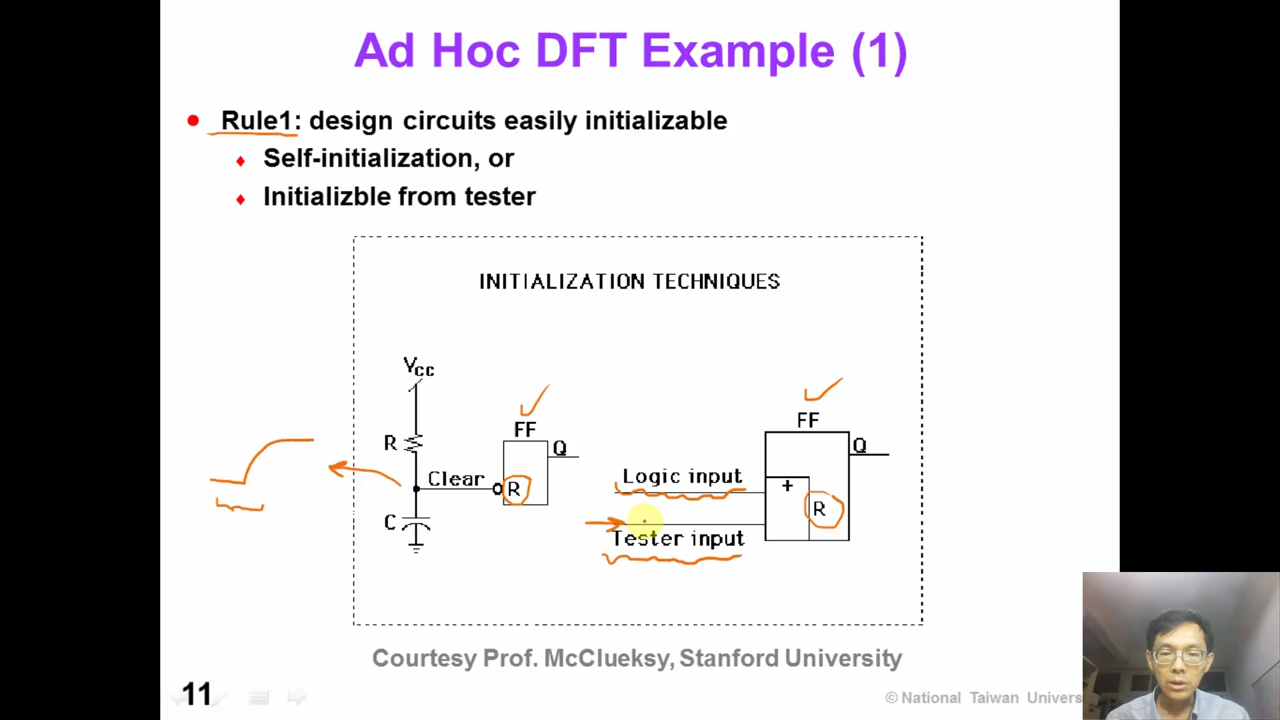 Ad Hoc DFT Example (1)
Rule1: design circuits easily initializable
Self-initialization, or
Initializble from tester
INITIALIZATION TECHNIQUES
Vcc
R
C
Clear
FF
R
Q
Logic input
Tester input
FF
+
R
Q
Courtesy Prof. McClueksy, Stanford University
11
© National Taiwan Univers